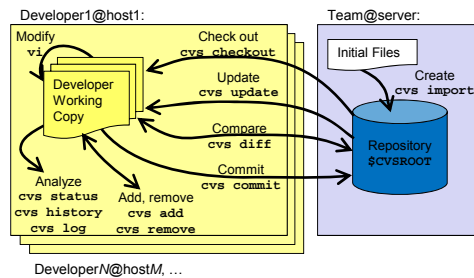 Developer1@host1:
Team@server:
Modify
vi
Check out
cvs checkout
Initial Files
Developer
Working
Copy
Update
cvs update
Create
cvs import
Compare
cvs diff
Repository
$CVSROOT
Commit
cvs commit
Analyze
cvs status
cvs history
cvs log
Add, remove
cvs add
cvs remove
DeveloperN@hostM, ...